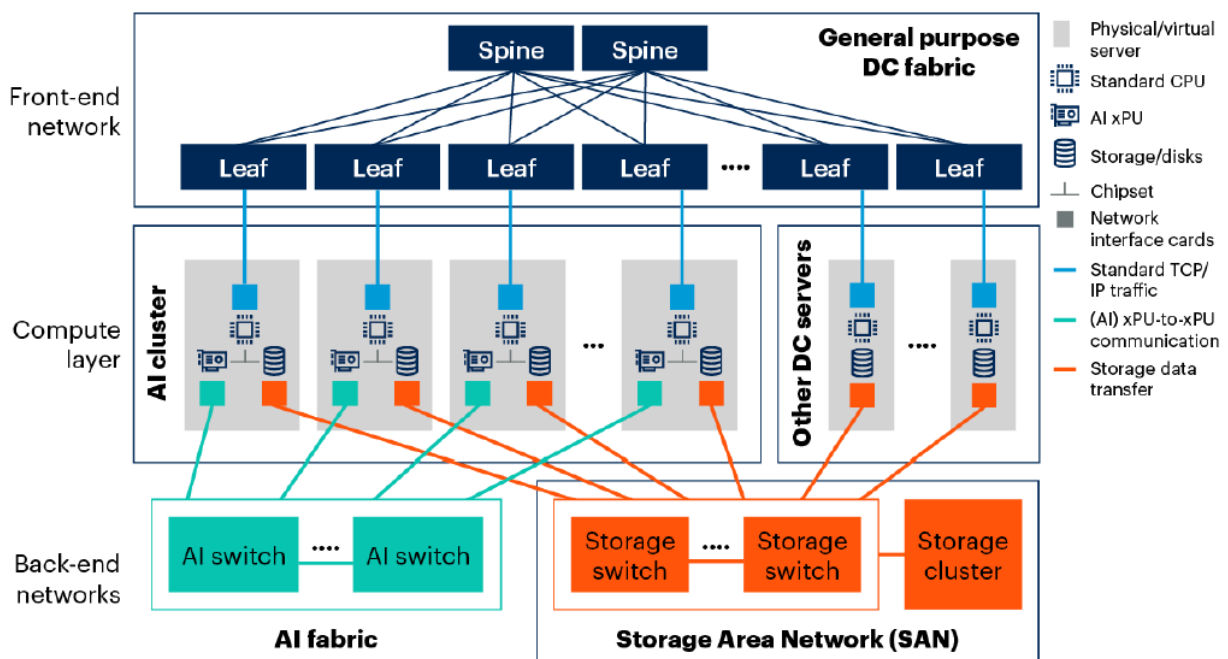 Spine
Spine
General purpose
DC fabric
Front-end
network
Leaf
Leaf
Leaf
Leaf
....
Leaf
Leaf
Physical/virtual
server
Standard CPU
AI xPU
Storage/disks
Chipset
Network
interface cards
Standard TCP/
IP traffic
(AI) xPU-to-xPU
communication
Storage data
transfer
Compute
layer
AI cluster
...
Other DC servers
....
Back-end
networks
AI switch
....
AI switch
AI fabric
Storage
switch
....
Storage
switch
Storage
cluster
Storage Area Network (SAN)